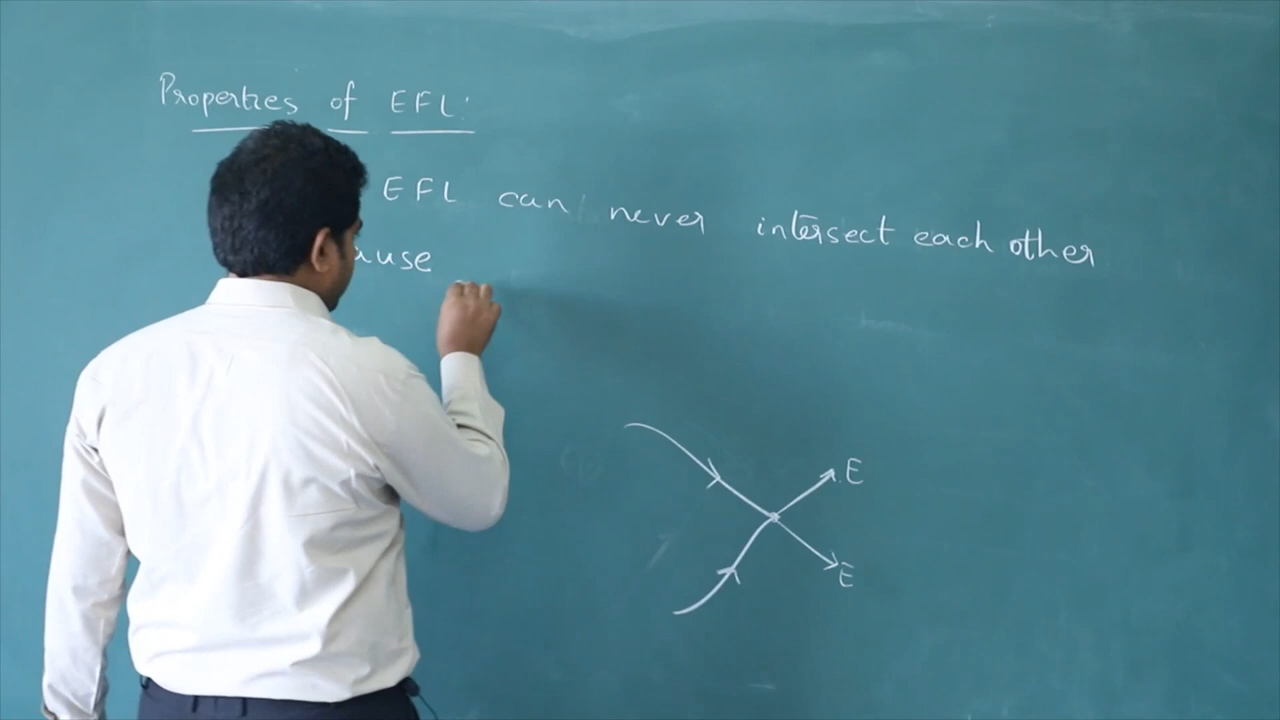 Properties of EFL:
EFL can never intersect each other
ause
E
E